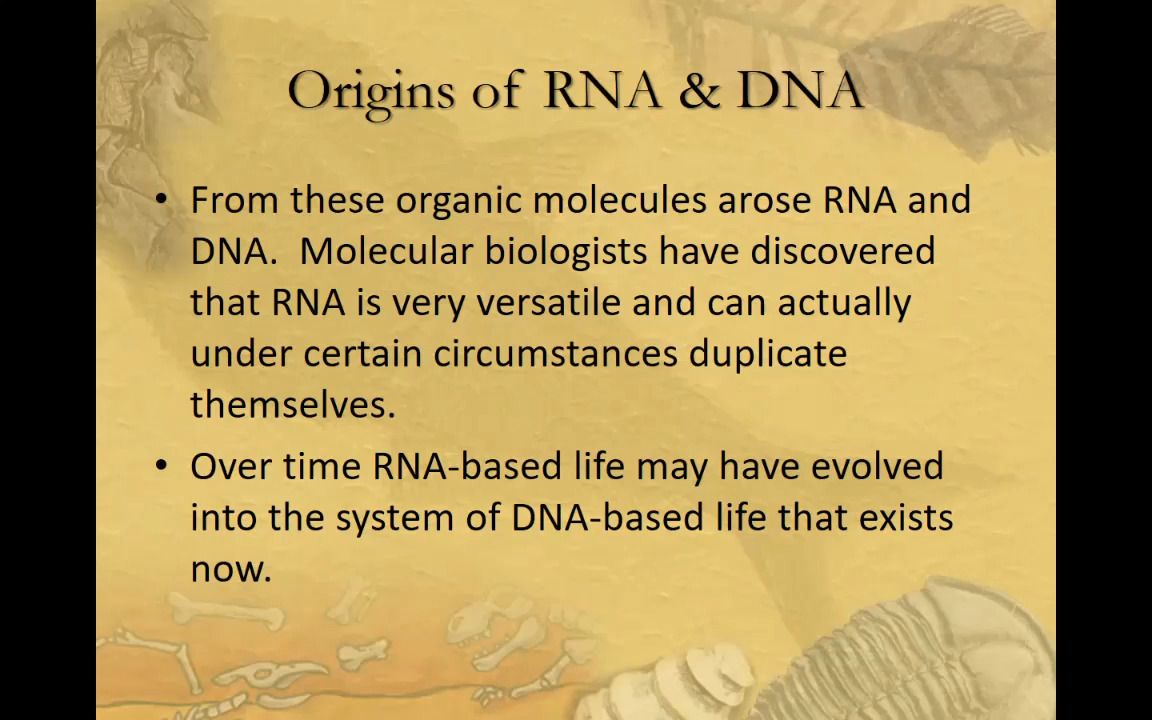 Origins of RNA & DNA
• From these organic molecules arose RNA and
DNA.  Molecular biologists have discovered
that RNA is very versatile and can actually
under certain circumstances duplicate
themselves.
• Over time RNA-based life may have evolved
into the system of DNA-based life that exists
now.